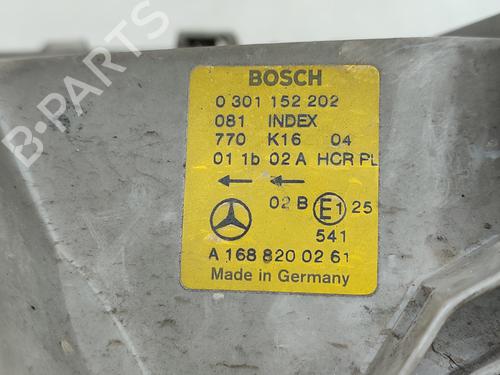 BOSCH
0 301 152 202
081 INDEX
770 K16 04
01 1b 02 A HCR PL
02 B E1 25
541
A 168 820 02 61
Made in Germany
B-PARTS